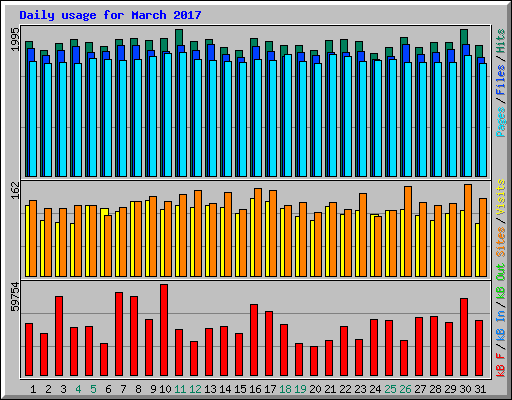 Daily usage for March 2017
1995
Pages / Files / Hits
162
Sites / Visits
59754
kB F / kB In / kB Out
1 2 3 4 5 6 7 8 9 10 11 12 13 14 15 16 17 18 19 20 21 22 23 24 25 26 27 28 29 30 31